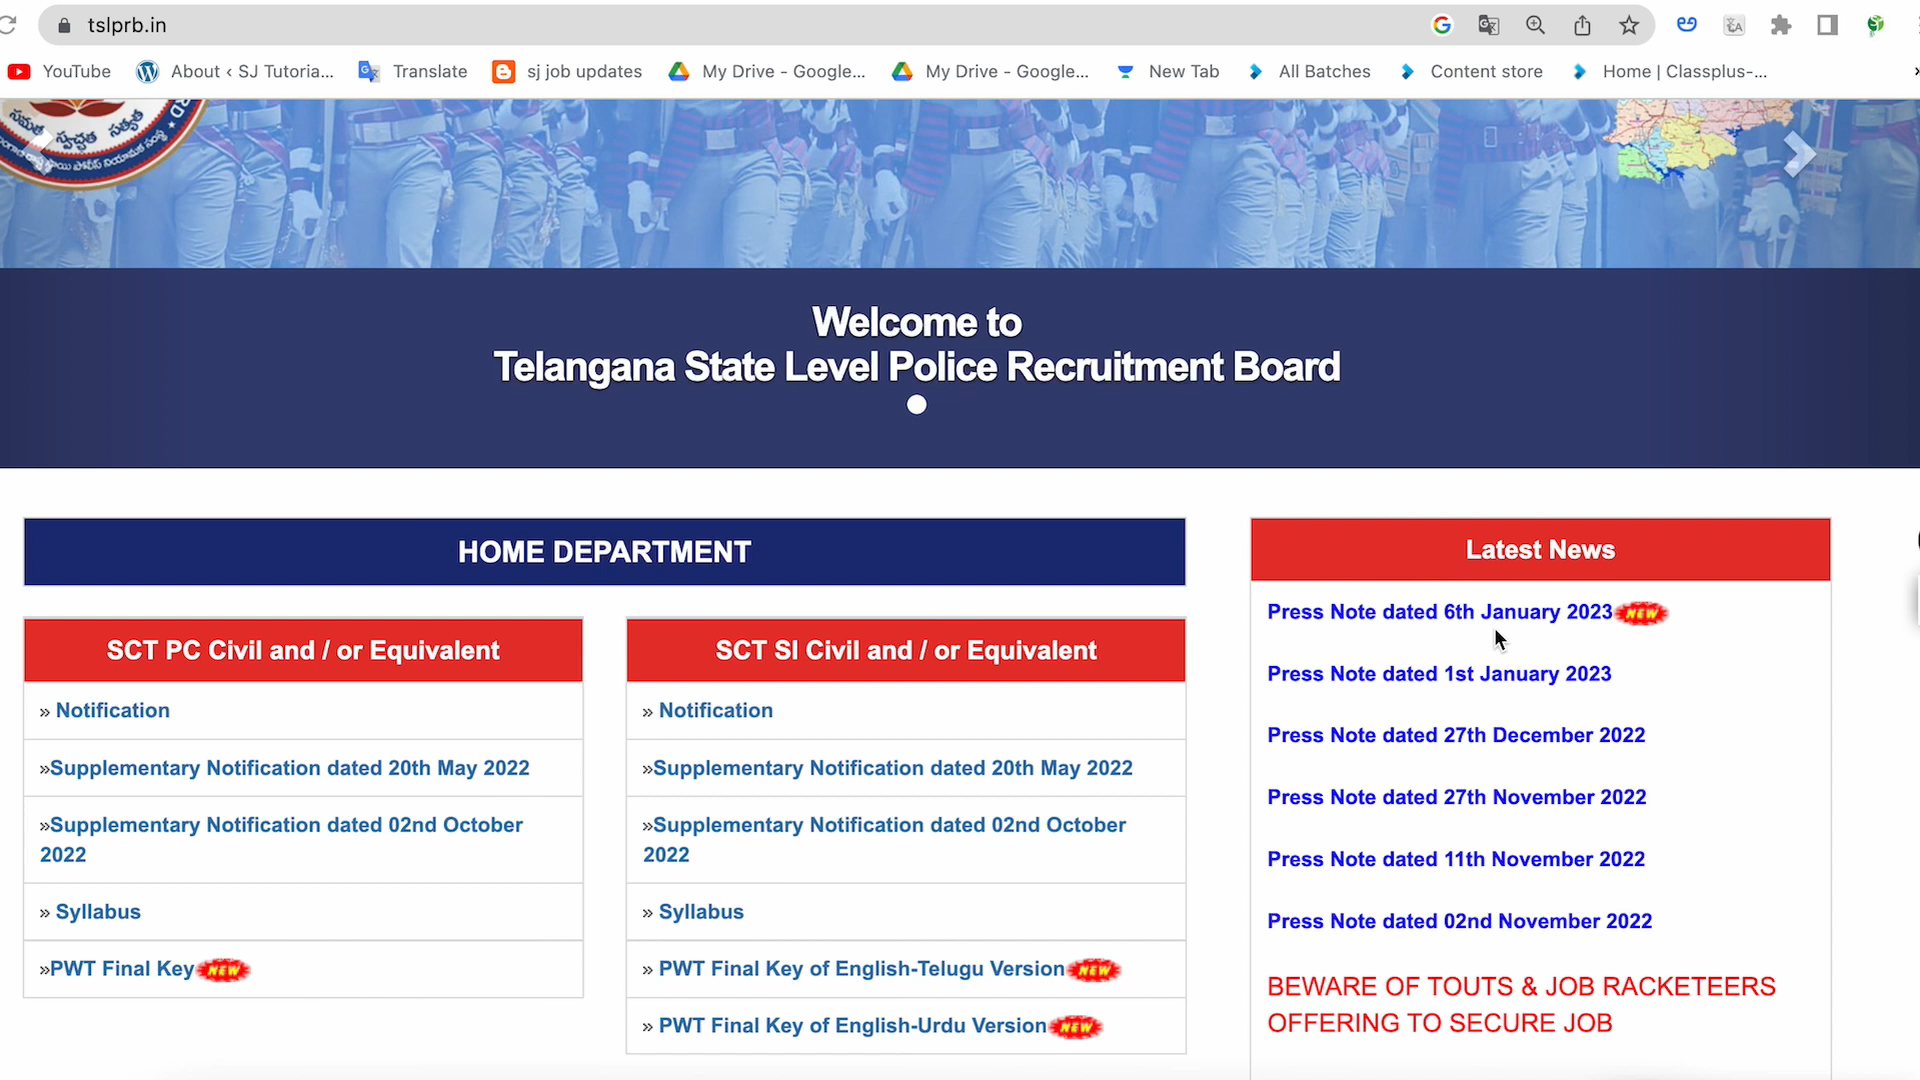 tslprb.in
YouTube
About ‹ SJ Tutoria...
Translate
sj job updates
My Drive - Google...
My Drive - Google...
New Tab
All Batches
Content store
Home | Classplus-...
సమత స్వచ్ఛత సత్యత
Welcome to
Telangana State Level Police Recruitment Board
HOME DEPARTMENT
SCT PC Civil and / or Equivalent
» Notification
»Supplementary Notification dated 20th May 2022
»Supplementary Notification dated 02nd October
2022
» Syllabus
»PWT Final Key NEW
SCT SI Civil and / or Equivalent
» Notification
»Supplementary Notification dated 20th May 2022
»Supplementary Notification dated 02nd October
2022
» Syllabus
» PWT Final Key of English-Telugu Version NEW
» PWT Final Key of English-Urdu Version NEW
Latest News
Press Note dated 6th January 2023 NEW
Press Note dated 1st January 2023
Press Note dated 27th December 2022
Press Note dated 27th November 2022
Press Note dated 11th November 2022
Press Note dated 02nd November 2022
BEWARE OF TOUTS & JOB RACKETEERS
OFFERING TO SECURE JOB